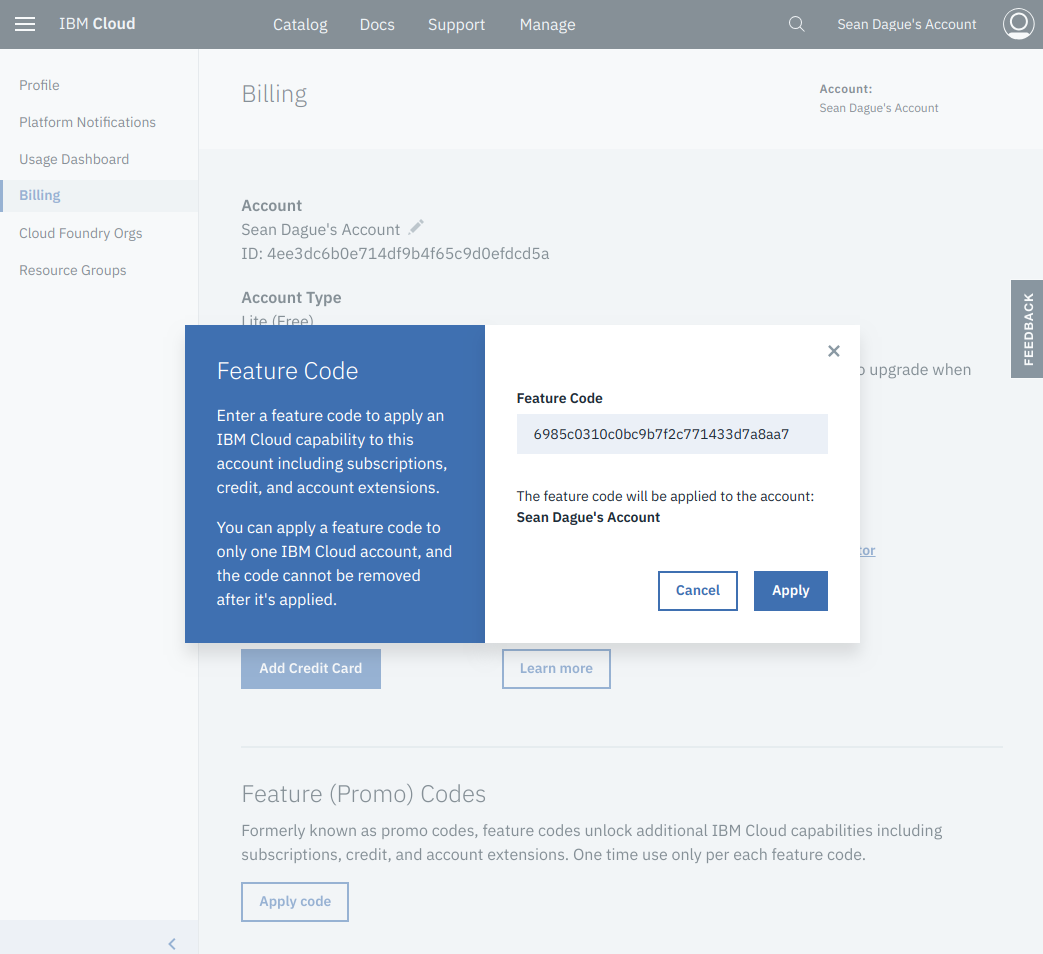 IBM Cloud
Catalog
Docs
Support
Manage
Sean Dague's Account
Profile
Platform Notifications
Usage Dashboard
Billing
Cloud Foundry Orgs
Resource Groups
Billing
Account:
Sean Dague's Account
Account
Sean Dague's Account
ID: 4ee3dc6b0e714df9b4f65c9d0efdcd5a
Account Type
Lite (Free)
upgrade when
FEEDBACK
Feature Code
Enter a feature code to apply an
IBM Cloud capability to this
account including subscriptions,
credit, and account extensions.
You can apply a feature code to
only one IBM Cloud account, and
the code cannot be removed
after it's applied.
Feature Code
6985c0310c0bc9b7f2c771433d7a8aa7
The feature code will be applied to the account:
Sean Dague's Account
Cancel
Apply
Add Credit Card
Learn more
Feature (Promo) Codes
Formerly known as promo codes, feature codes unlock additional IBM Cloud capabilities including
subscriptions, credit, and account extensions. One time use only per each feature code.
Apply code